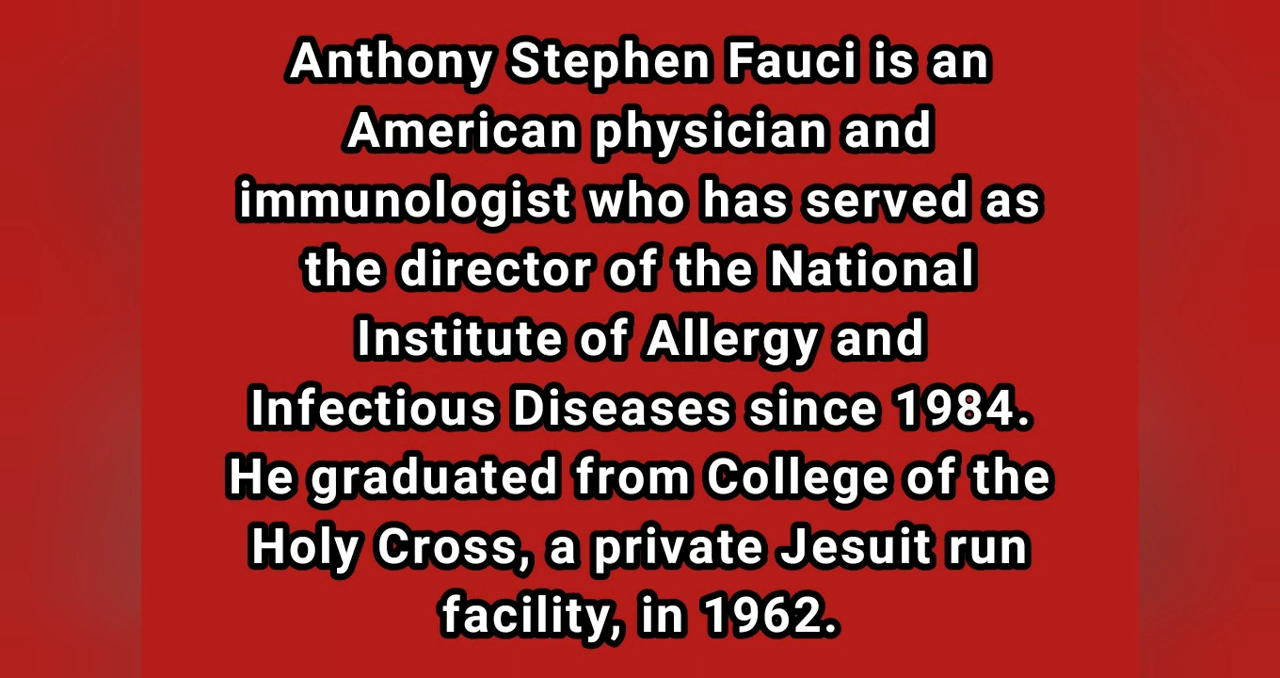 Anthony Stephen Fauci is an
American physician and
immunologist who has served as
the director of the National
Institute of Allergy and
Infectious Diseases since 1984.
He graduated from College of the
Holy Cross, a private Jesuit run
facility, in 1962.